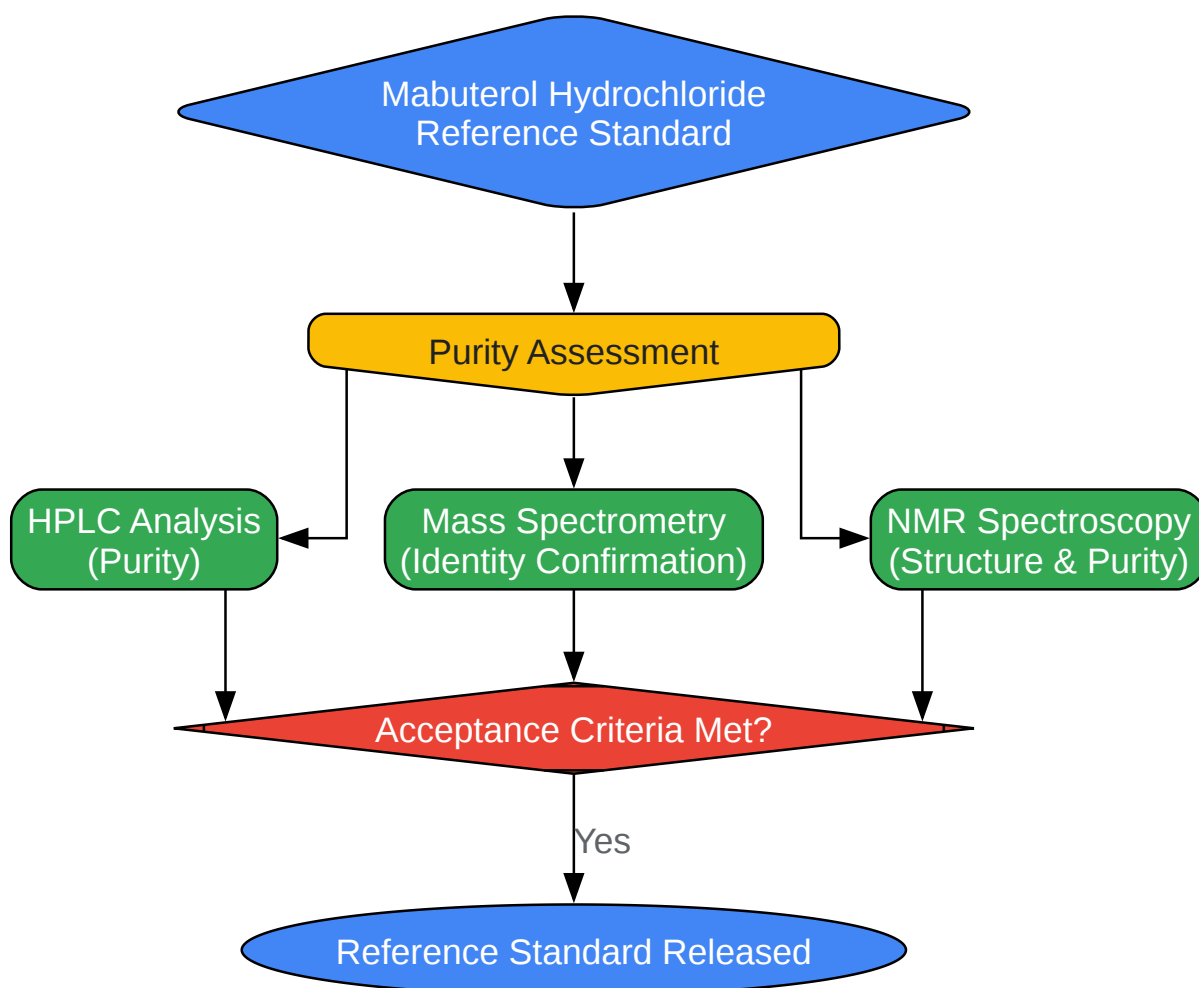 Mabuterol Hydrochloride
Reference Standard
Purity Assessment
HPLC Analysis
(Purity)
Mass Spectrometry
(Identity Confirmation)
NMR Spectroscopy
(Structure & Purity)
Acceptance Criteria Met?
Yes
Reference Standard Released